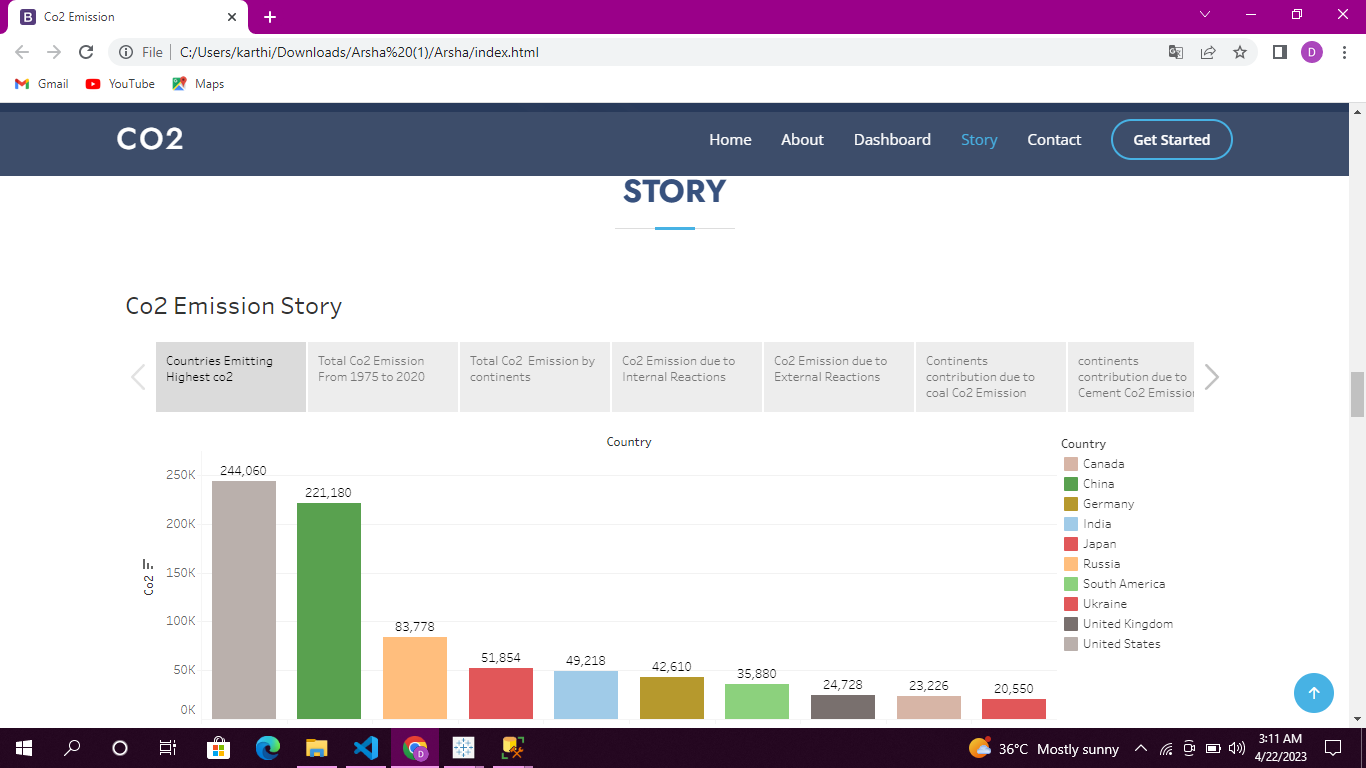 Co2 Emission
File
C:/Users/karthi/Downloads/Arsha%20(1)/Arsha/index.html
D
Gmail
YouTube
Maps
CO2
Home
About
Dashboard
Story
Contact
Get Started
STORY
Co2 Emission Story
Countries Emitting
Highest co2
Total Co2 Emission
From 1975 to 2020
Total Co2 Emission by
continents
Co2 Emission due to
Internal Reactions
Co2 Emission due to
External Reactions
Continents
contribution due to
coal Co2 Emission
continents
contribution due to
Cement Co2 Emission
Country
Co2
250K
200K
150K
100K
50K
0K
244,060
221,180
83,778
51,854
49,218
42,610
35,880
24,728
23,226
20,550
Country
Canada
China
Germany
India
Japan
Russia
South America
Ukraine
United Kingdom
United States
36°C Mostly sunny
3:11 AM
4/22/2023